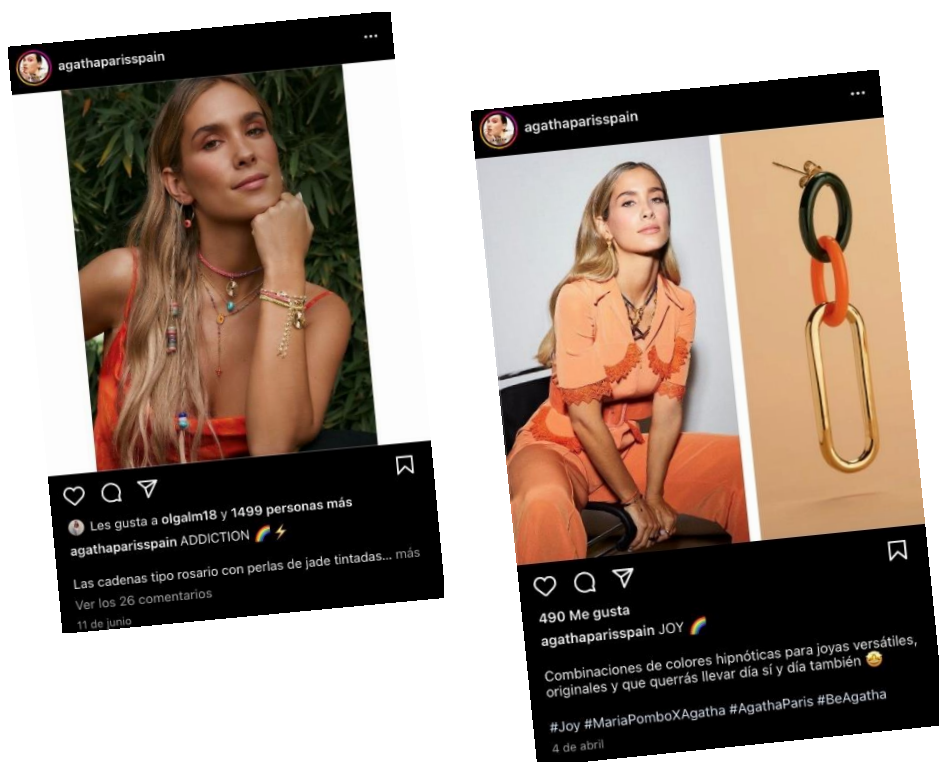 agathaparisspain
Les gusta a olgalm18 y 1499 personas más
agathaparisspain ADDICTION 🌈⚡
Las cadenas tipo rosario con perlas de jade tintadas... más
Ver los 26 comentarios
11 de junio
agathaparisspain
490 Me gusta
agathaparisspain JOY 🌈
Combinaciones de colores hipnóticas para joyas versátiles,
originales y que querrás llevar día sí y día también 🤩
#Joy #MariaPomboXAgatha #AgathaParis #BeAgatha
4 de abril